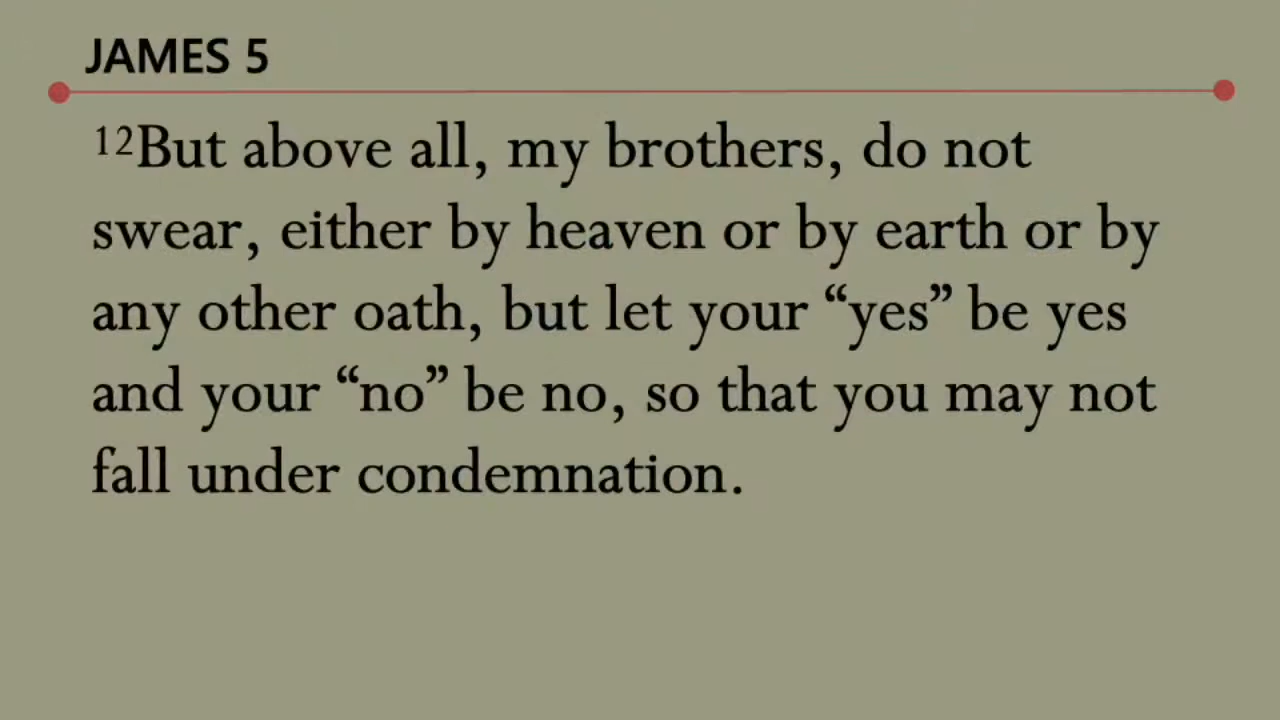 JAMES 5
12But above all, my brothers, do not
swear, either by heaven or by earth or by
any other oath, but let your “yes” be yes
and your “no” be no, so that you may not
fall under condemnation.